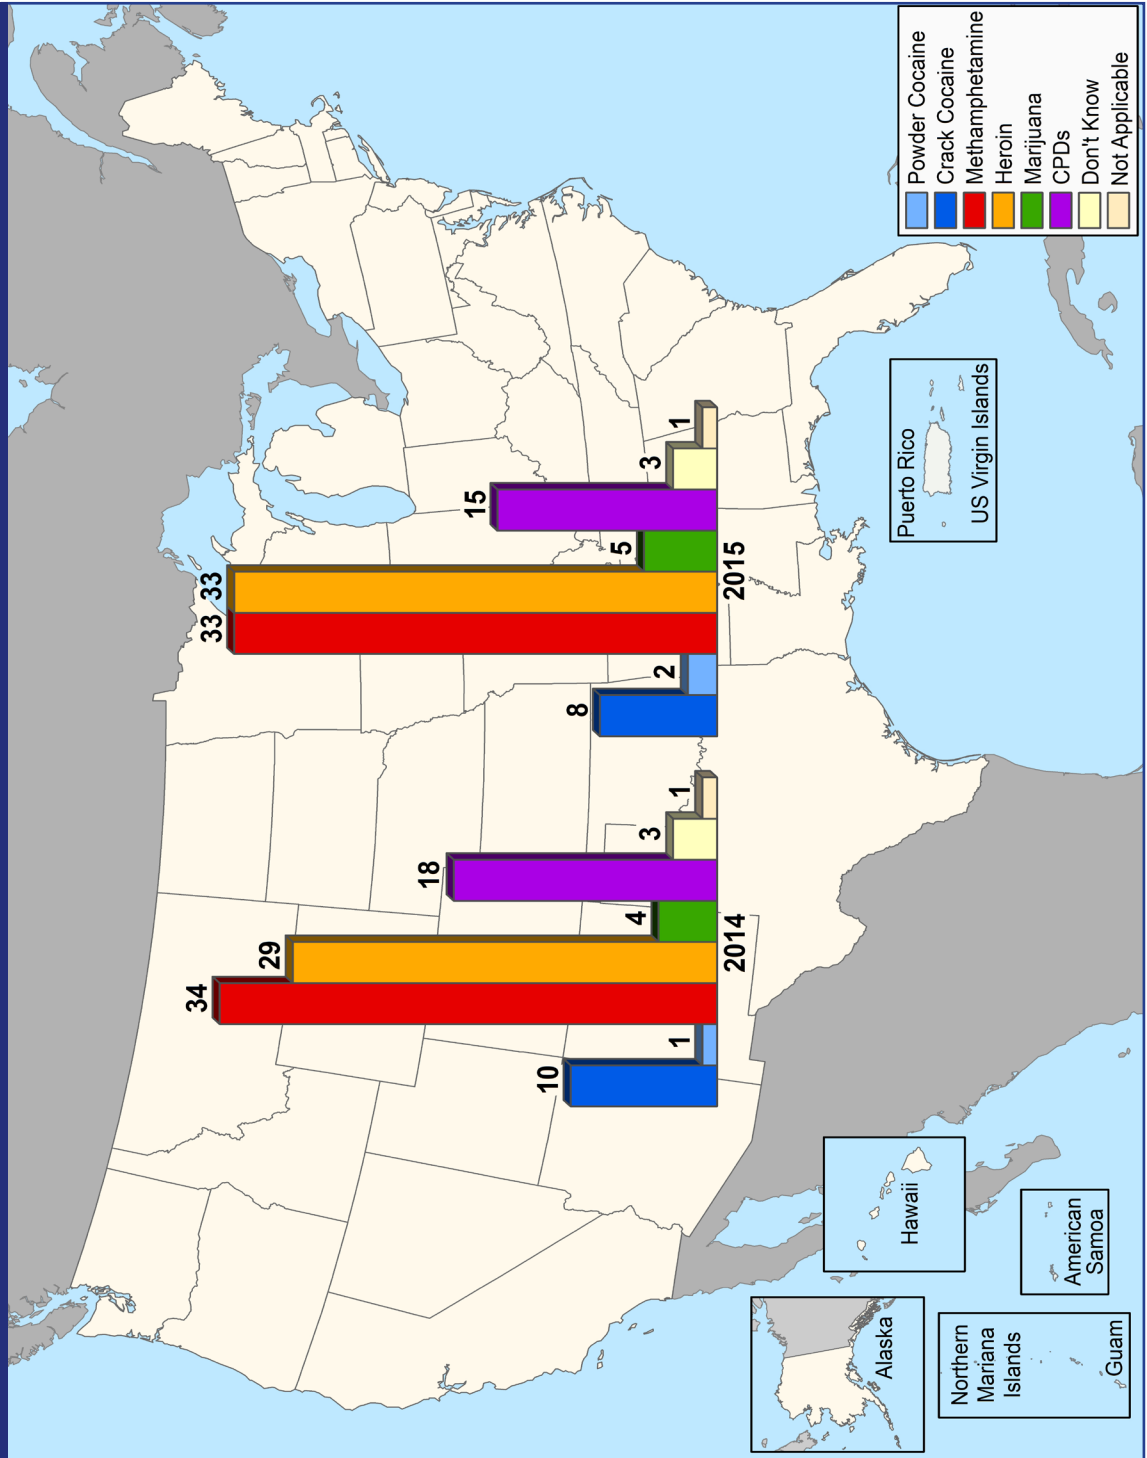 34
33
33
29
18
15
10
8
5
4
3
3
2
1
1
1
2014
2015
Powder Cocaine
Crack Cocaine
Methamphetamine
Heroin
Marijuana
CPDs
Don't Know
Not Applicable
Alaska
Hawaii
Northern
Mariana
Islands
Guam
American
Samoa
Puerto Rico
US Virgin Islands